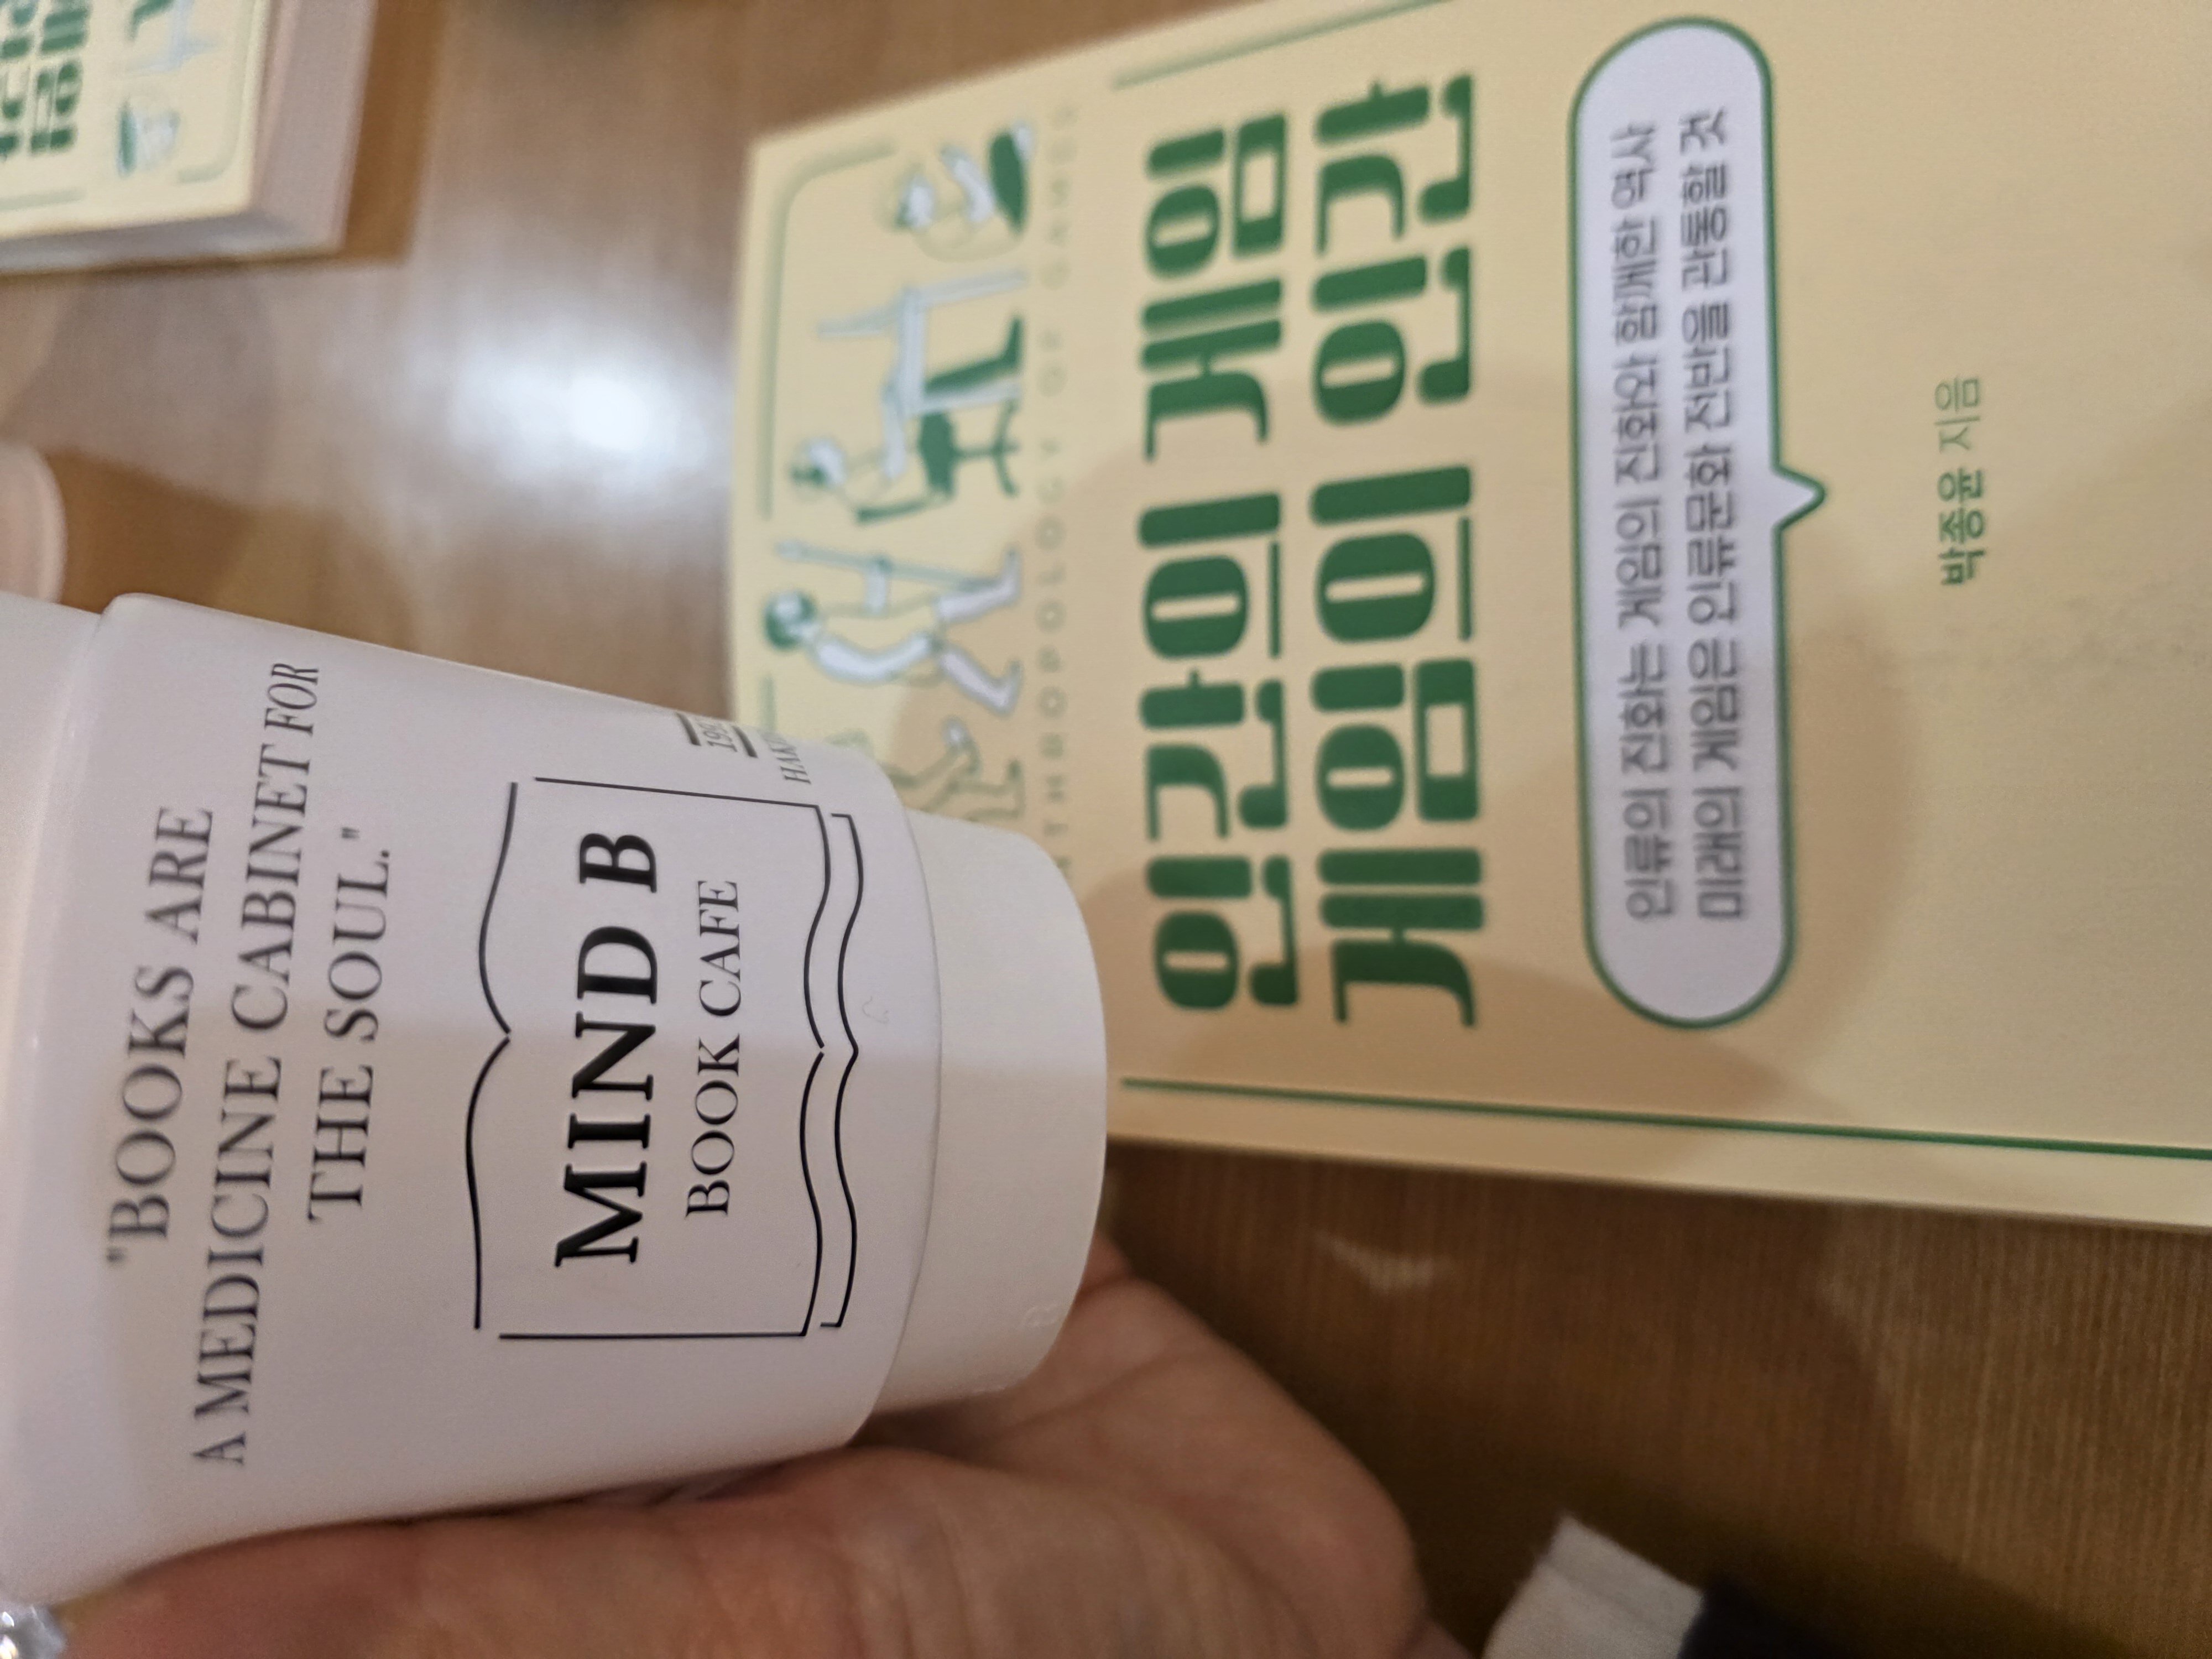 "BOOKS ARE
A MEDICINE CABINET FOR
THE SOUL."
MIND B
BOOK CAFE
THROPOLOGY OF GAMES
인간의 게임
게임의 인간
인류의 진화는 게임의 진화와 함께한 역사
미래의 게임은 인류문화 전반을 관통할 것
박종윤 지음